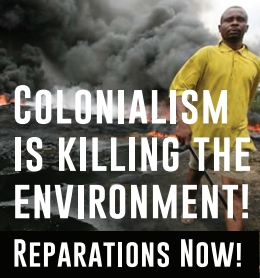 Colonialism
is killing the
environment!
Reparations Now!